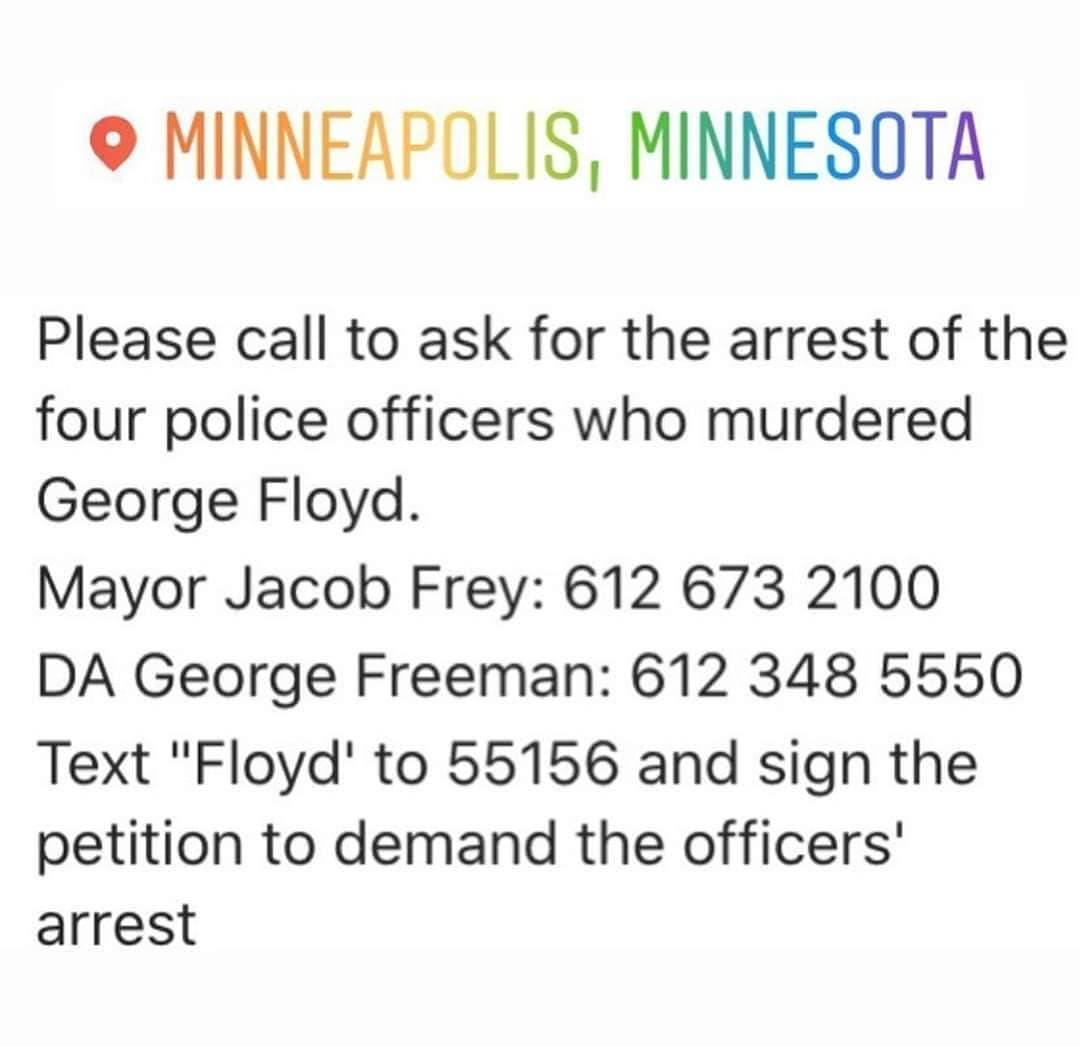 MINNEAPOLIS, MINNESOTA
Please call to ask for the arrest of the
four police officers who murdered
George Floyd.
Mayor Jacob Frey: 612 673 2100
DA George Freeman: 612 348 5550
Text "Floyd' to 55156 and sign the
petition to demand the officers'
arrest